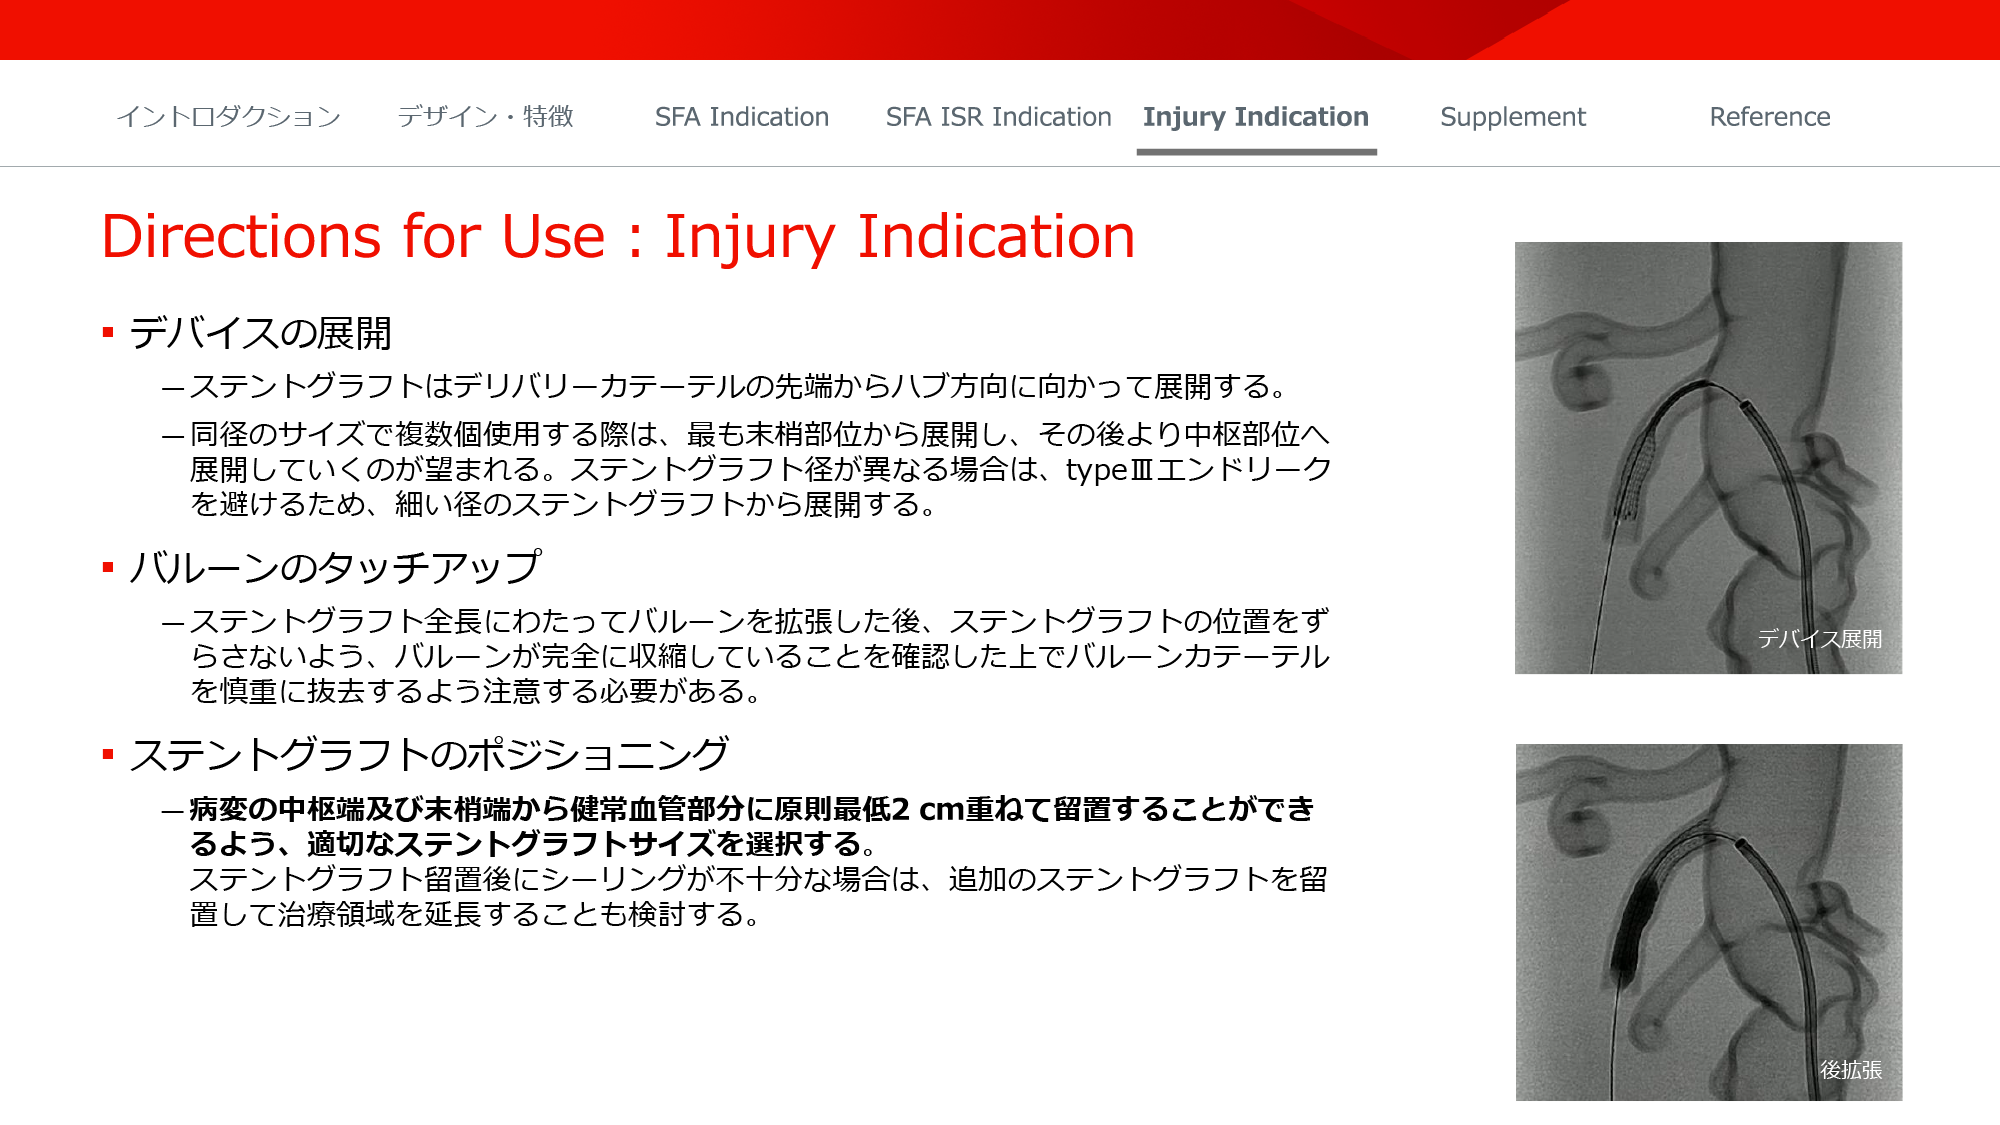 イントロダクション デザイン・特徴 SFA Indication SFA ISR Indication Injury Indication Supplement Reference
Directions for Use : Injury Indication
▪ デバイスの展開
—ステントグラフトはデリバリーカテーテルの先端からハブ方向に向かって展開する。
—同径のサイズで複数個使用する際は、最も末梢部位から展開し、その後より中枢部位へ
展開していくのが望まれる。ステントグラフト径が異なる場合は、typeⅢエンドリーク
を避けるため、細い径のステントグラフトから展開する。
▪ バルーンのタッチアップ
—ステントグラフト全長にわたってバルーンを拡張した後、ステントグラフトの位置をず
らさないよう、バルーンが完全に収縮していることを確認した上でバルーンカテーテル
を慎重に抜去するよう注意する必要がある。
▪ ステントグラフトのポジショニング
—病変の中枢端及び末梢端から健常血管部分に原則最低2 cm重ねて留置することができ
るよう、適切なステントグラフトサイズを選択する。
ステントグラフト留置後にシーリングが不十分な場合は、追加のステントグラフトを留
置して治療領域を延長することも検討する。
デバイス展開
後拡張